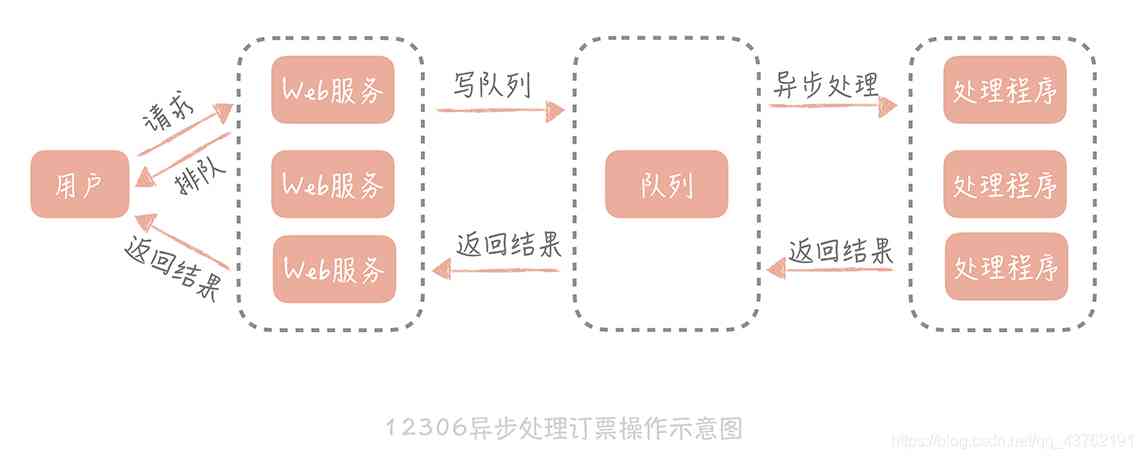 Web服务
写队列
异步处理
处理程序
请求
用户
排队
Web服务
队列
处理程序
返回结果
Web服务
返回结果
返回结果
处理程序
12306异步处理订票操作示意图
https://blog.csdn.net/qq_43762191